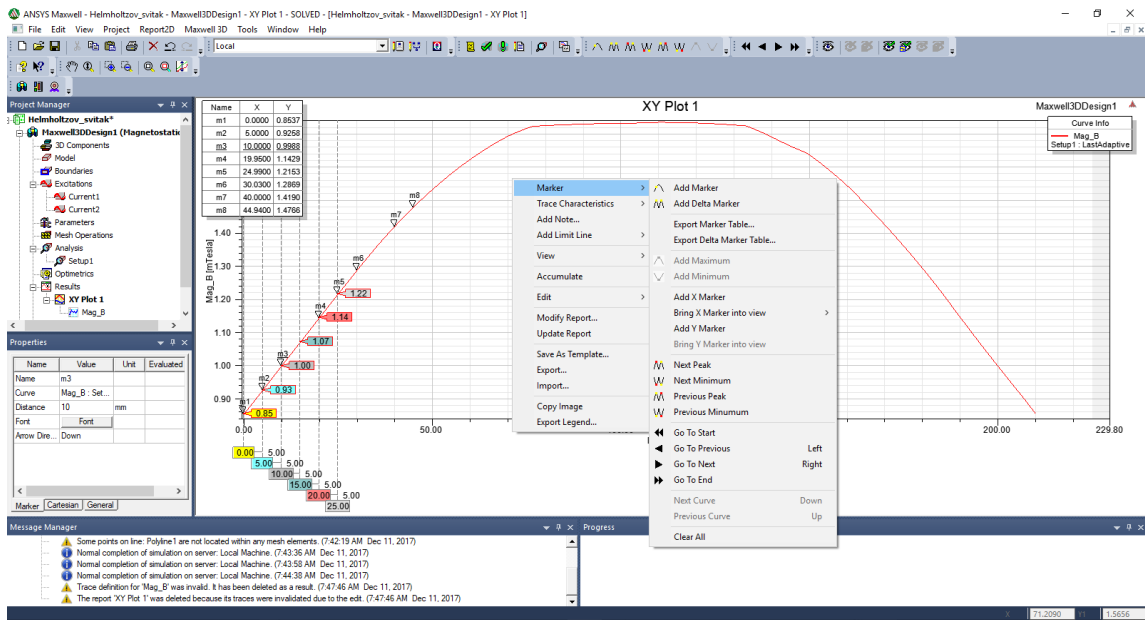 ANSYS Maxwell - Helmholtzov_svitak - Maxwell3DDesign1 - XY Plot 1 - SOLVED - [Helmholtzov_svitak - Maxwell3DDesign1 - XY Plot 1]
File Edit View Project Report2D Maxwell 3D Tools Window Help
Local
Project Manager
Helmholtzov_svitak*
Maxwell3DDesign1 (Magnetostatic
3D Components
Model
Boundaries
Excitations
Current1
Current2
Parameters
Mesh Operations
Analysis
Setup1
Optimetrics
Results
XY Plot 1
Mag_B
Properties
Name Value Unit Evaluated
Name m3
Curve Mag_B : Set...
Distance 10 mm
Font Font
Arrow Dire... Down
Marker Cartesian General
Name X Y
m1 0.0000 0.8537
m2 5.0000 0.9258
m3 10.0000 0.9988
m4 19.9500 1.1429
m5 24.9900 1.2153
m6 30.0300 1.2869
m7 40.0000 1.4190
m8 44.9400 1.4766
XY Plot 1
Maxwell3DDesign1
Curve Info
Mag_B
Setup1 : LastAdaptive
Mag_B [mTesla]
1.40
1.30
1.20
1.10
1.00
0.90
m1
m2
m3
m4
m5
m6
m7
m8
1.22
1.14
1.07
1.00
0.93
0.85
0.00 50.00 200.00 229.80
0.00 5.00
5.00 5.00
10.00 5.00
15.00 5.00
20.00 5.00
25.00
Marker
Trace Characteristics
Add Note...
Add Limit Line
View
Accumulate
Edit
Modify Report...
Update Report
Save As Template...
Export...
Import...
Copy Image
Export Legend...
Add Marker
Add Delta Marker
Export Marker Table...
Export Delta Marker Table...
Add Maximum
Add Minimum
Add X Marker
Bring X Marker into view
Add Y Marker
Bring Y Marker into view
Next Peak
Next Minimum
Previous Peak
Previous Minumum
Go To Start
Go To Previous Left
Go To Next Right
Go To End
Next Curve Down
Previous Curve Up
Clear All
Message Manager
Some points on line: Polyline1 are not located within any mesh elements. (7:42:19 AM Dec 11, 2017)
Normal completion of simulation on server: Local Machine. (7:43:36 AM Dec 11, 2017)
Normal completion of simulation on server: Local Machine. (7:43:58 AM Dec 11, 2017)
Normal completion of simulation on server: Local Machine. (7:44:38 AM Dec 11, 2017)
Trace definition for 'Mag_B' was invalid. It has been deleted as a result. (7:47:46 AM Dec 11, 2017)
The report 'XY Plot 1' was deleted because its traces were invalidated due to the edit. (7:47:46 AM Dec 11, 2017)
Progress
X 71.2090 Y1 1.5656